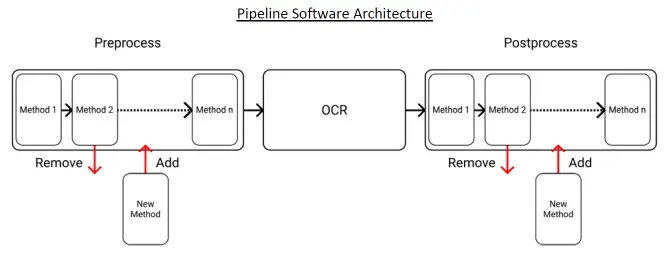 Pipeline Software Architecture
Preprocess
Postprocess
Method 1
Method 2
Method n
OCR
Method 1
Method 2
Method n
Remove
Add
Remove
Add
New
Method
New
Method